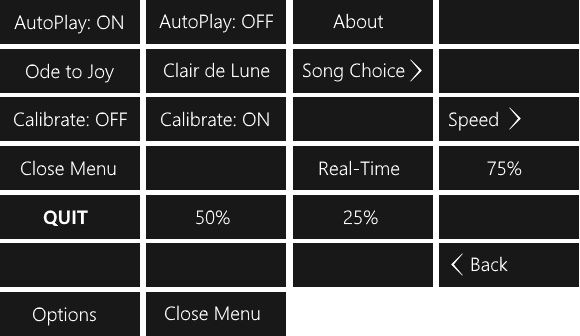 AutoPlay: ON
AutoPlay: OFF
About
Ode to Joy
Clair de Lune
Song Choice >
Calibrate: OFF
Calibrate: ON
Speed >
Close Menu
Real-Time
75%
QUIT
50%
25%
< Back
Options
Close Menu